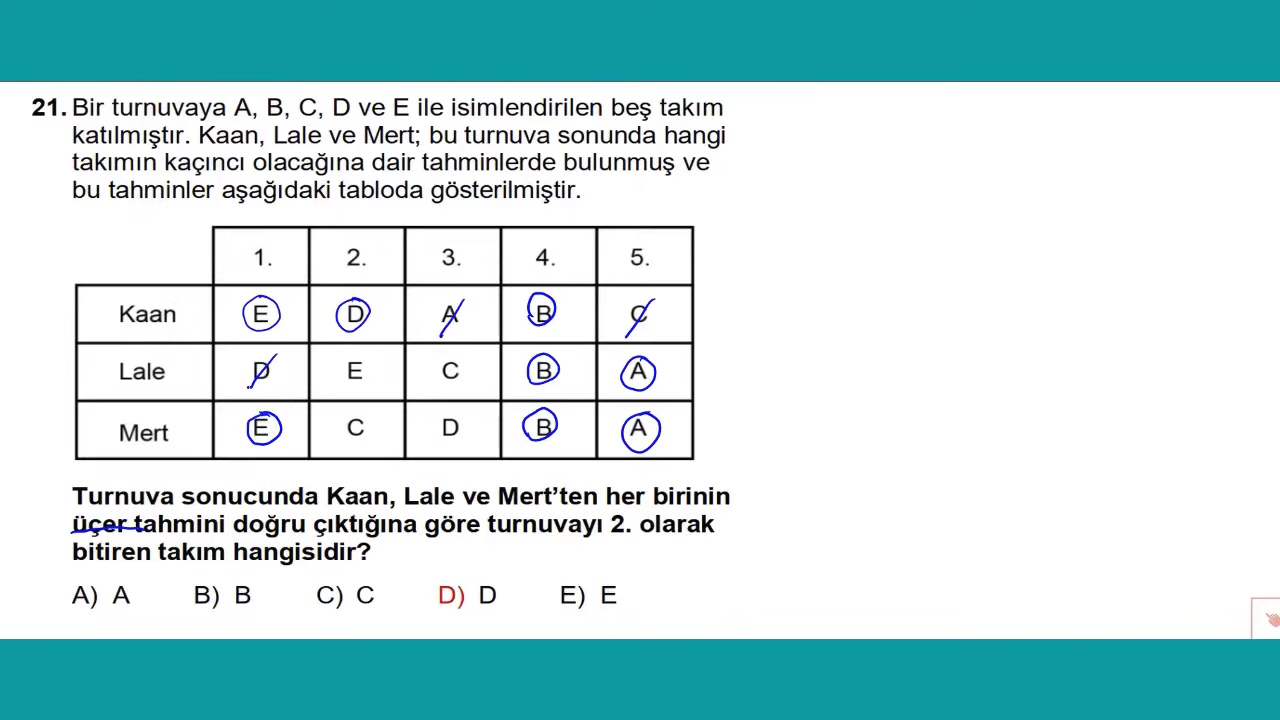 21. Bir turnuvaya A, B, C, D ve E ile isimlendirilen beş takım
katılmıştır. Kaan, Lale ve Mert; bu turnuva sonunda hangi
takımın kaçıncı olacağına dair tahminlerde bulunmuş ve
bu tahminler aşağıdaki tabloda gösterilmiştir.
1. 2. 3. 4. 5.
Kaan E D A B C
Lale D E C B A
Mert E C D B A
Turnuva sonucunda Kaan, Lale ve Mert’ten her birinin
üçer tahmini doğru çıktığına göre turnuvayı 2. olarak
bitiren takım hangisidir?
A) A B) B C) C D) D E) E